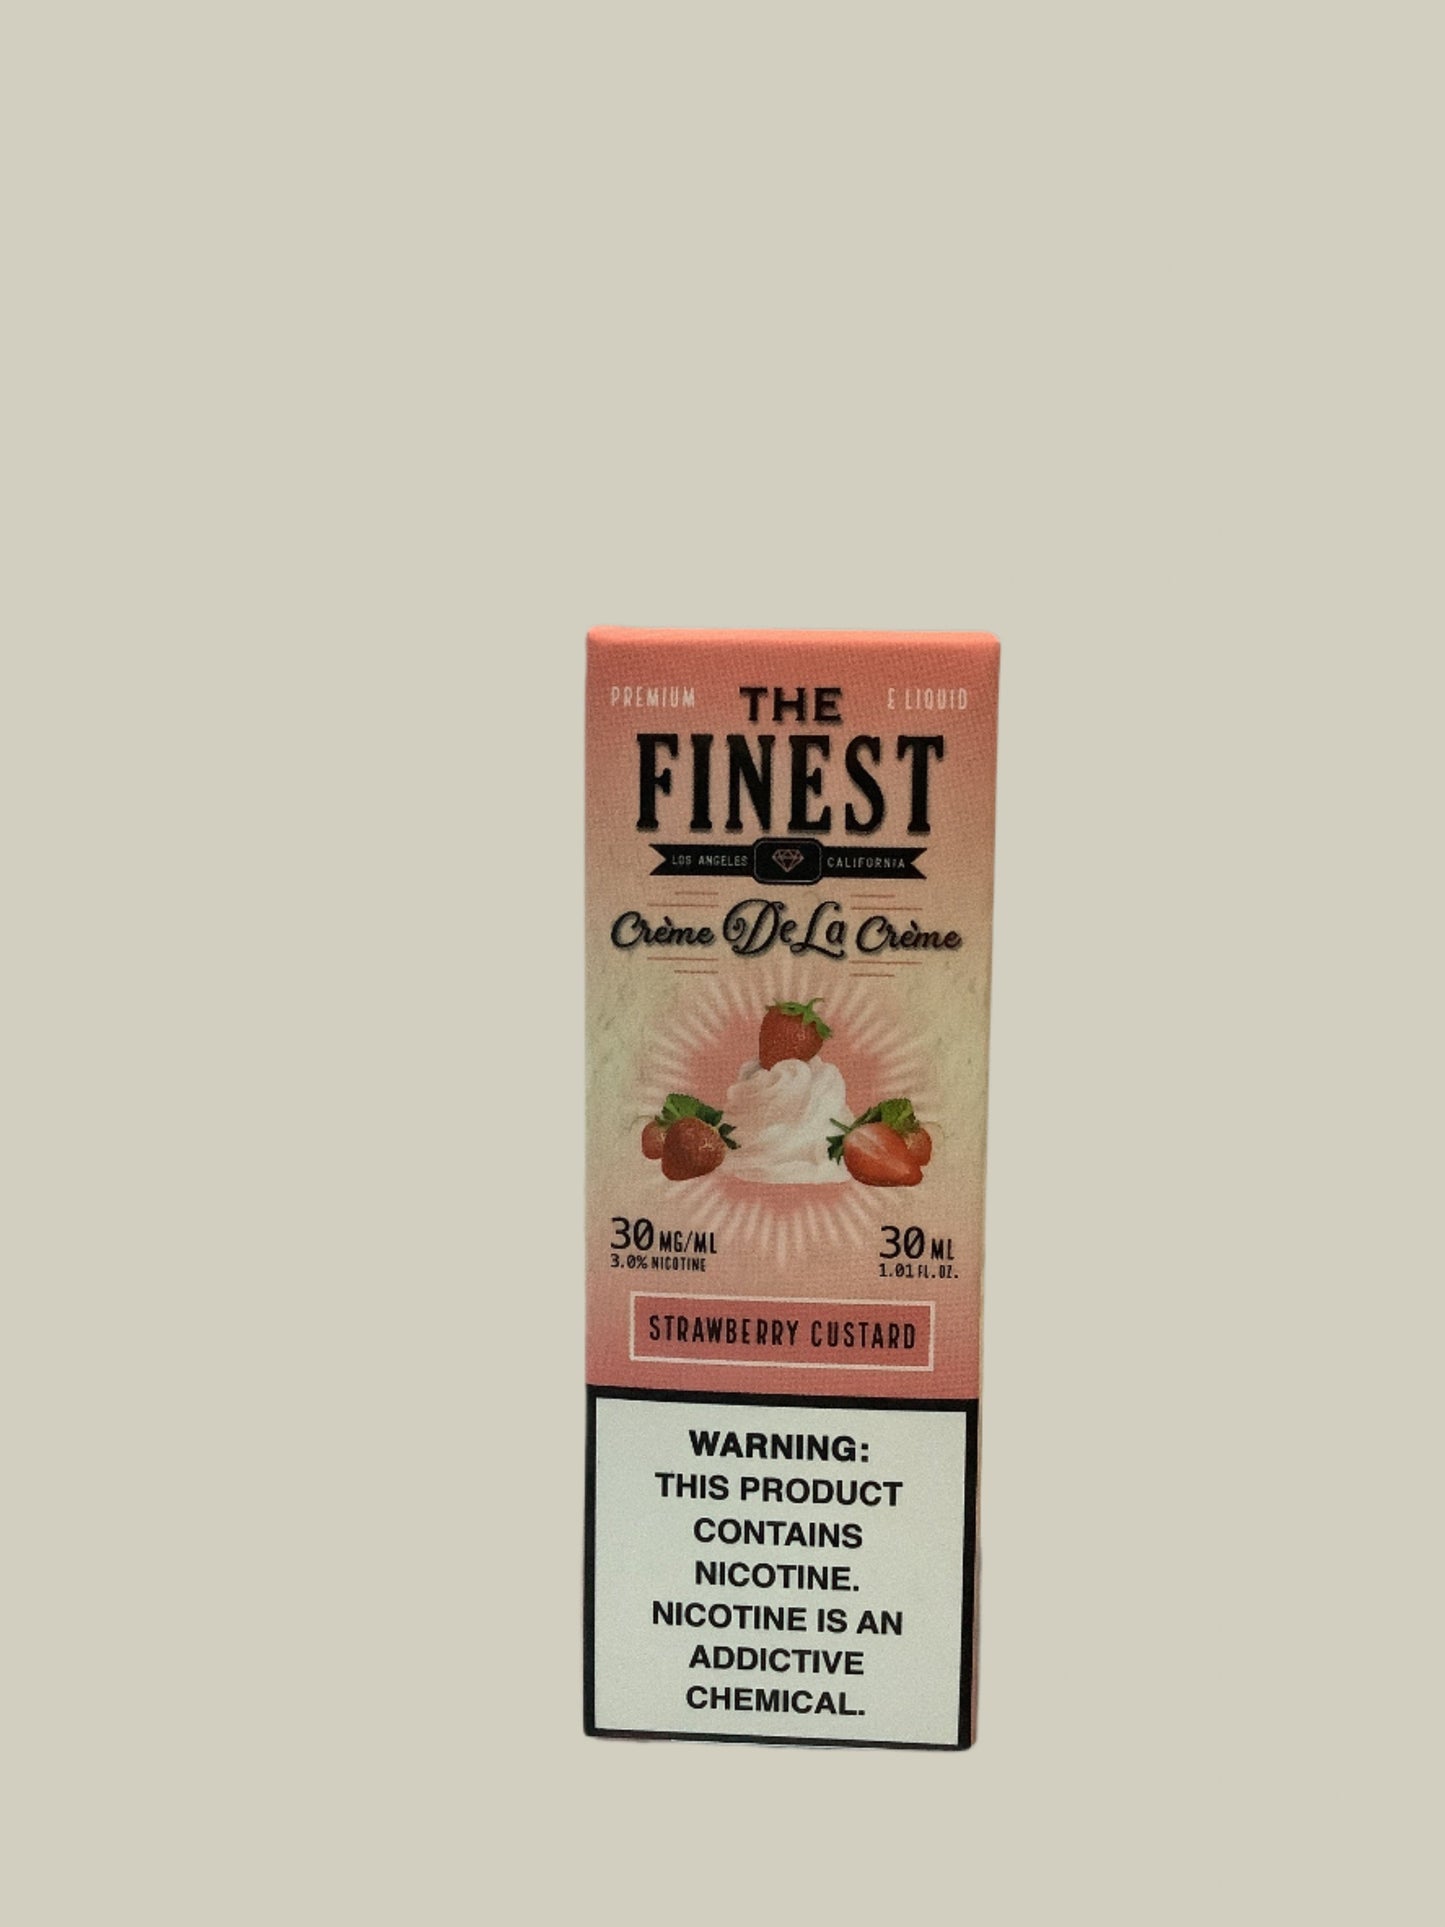 PREMIUM THE E LIQUID
FINEST
LOS ANGELES CALIFORNIA
Crème De La Crème
30 MG/ML 30 ML
3.0% NICOTINE 1.01 FL.OZ.
STRAWBERRY CUSTARD
WARNING:
THIS PRODUCT
CONTAINS
NICOTINE.
NICOTINE IS AN
ADDICTIVE
CHEMICAL.